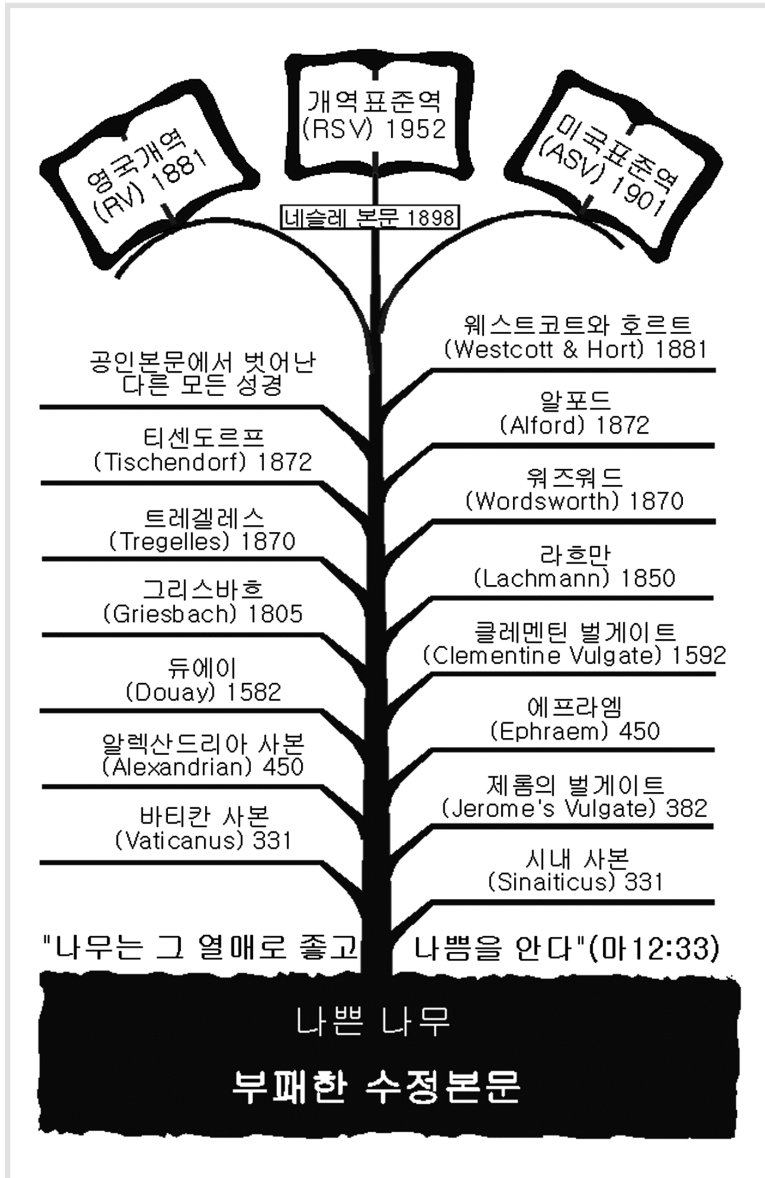 개역표준역
(RSV) 1952
영국개역
(RV) 1881
미국표준역
(ASV) 1901
네슬레 본문 1898
공인본문에서 벗어난
다른 모든 성경
티센도르프
(Tischendorf) 1872
트레겔레스
(Tregelles) 1870
그리스바흐
(Griesbach) 1805
듀에이
(Douay) 1582
알렉산드리아 사본
(Alexandrian) 450
바티칸 사본
(Vaticanus) 331
웨스트코트와 호르트
(Westcott & Hort) 1881
알포드
(Alford) 1872
워즈워드
(Wordsworth) 1870
라흐만
(Lachmann) 1850
클레멘틴 벌게이트
(Clementine Vulgate) 1592
에프라엠
(Ephraem) 450
제롬의 벌게이트
(Jerome's Vulgate) 382
시내 사본
(Sinaiticus) 331
"나무는 그 열매로 좋고 나쁨을 안다"(마12:33)
나쁜 나무
부패한 수정본문